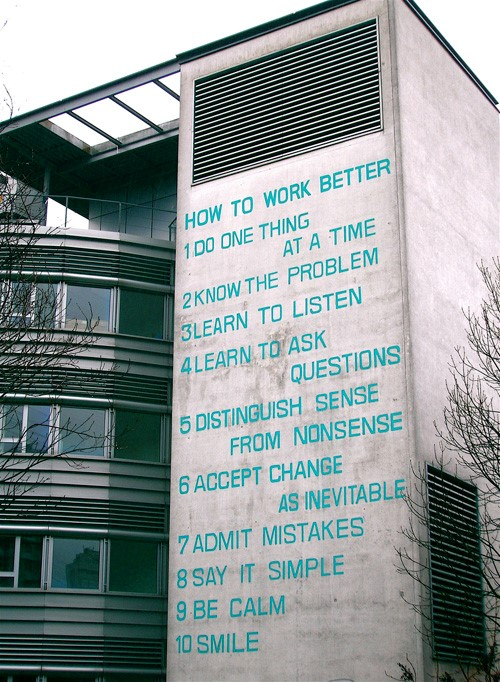 HOW TO WORK BETTER
1 DO ONE THING
AT A TIME
2 KNOW THE PROBLEM
3 LEARN TO LISTEN
4 LEARN TO ASK
QUESTIONS
5 DISTINGUISH SENSE
FROM NONSENSE
6 ACCEPT CHANGE
AS INEVITABLE
7 ADMIT MISTAKES
8 SAY IT SIMPLE
9 BE CALM
10 SMILE